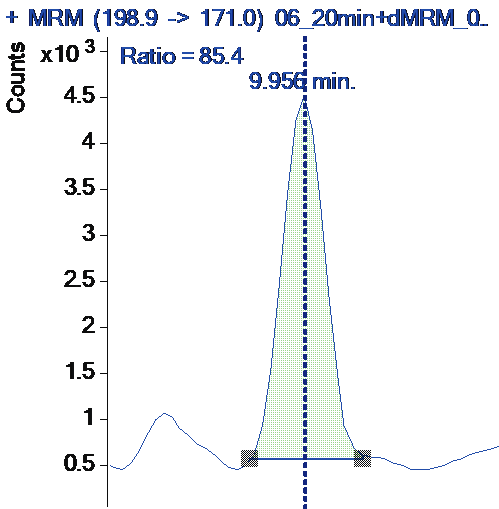 + MRM (198.9 -> 171.0) 06_20min+dMRM_0..
Counts
x10 3
Ratio = 85.4
9.956 min.
4.5
4
3.5
3
2.5
2
1.5
1
0.5